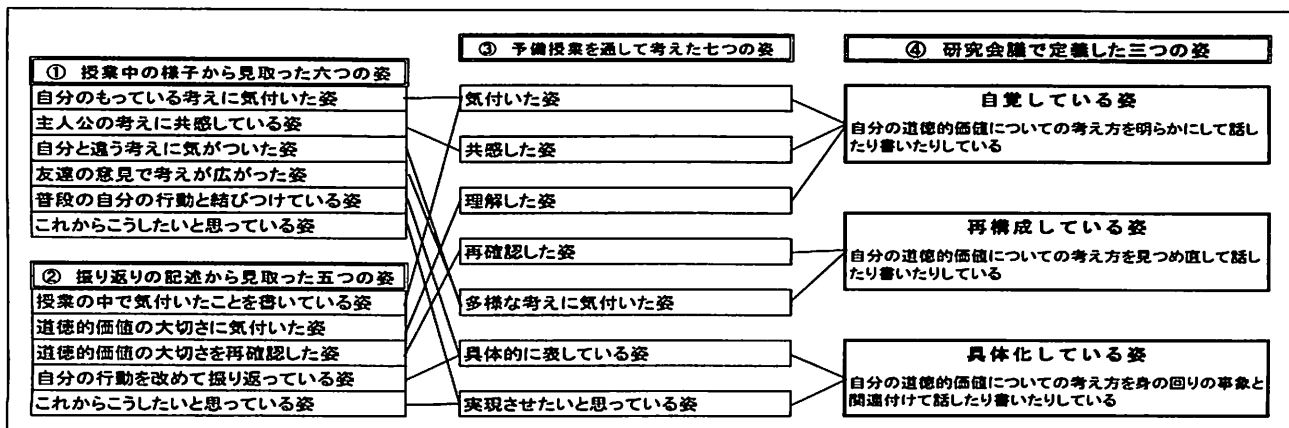 ① 授業中の様子から見取った六つの姿
自分のもっている考えに気付いた姿
主人公の考えに共感している姿
自分と違う考えに気がついた姿
友達の意見で考えが広がった姿
普段の自分の行動と結びつけている姿
これからこうしたいと思っている姿
② 振り返りの記述から見取った五つの姿
授業の中で気付いたことを書いている姿
道徳的価値の大切さに気付いた姿
道徳的価値の大切さを再確認した姿
自分の行動を改めて振り返っている姿
これからこうしたいと思っている姿
③ 予備授業を通して考えた七つの姿
気付いた姿
共感した姿
理解した姿
再確認した姿
多様な考えに気付いた姿
具体的に表している姿
実現させたいと思っている姿
④ 研究会議で定義した三つの姿
自覚している姿
自分の道徳的価値についての考え方を明らかにして話し
たり書いたりしている
再構成している姿
自分の道徳的価値についての考え方を見つめ直して話し
たり書いたりしている
具体化している姿
自分の道徳的価値についての考え方を身の回りの事象と
関連付けて話したり書いたりしている